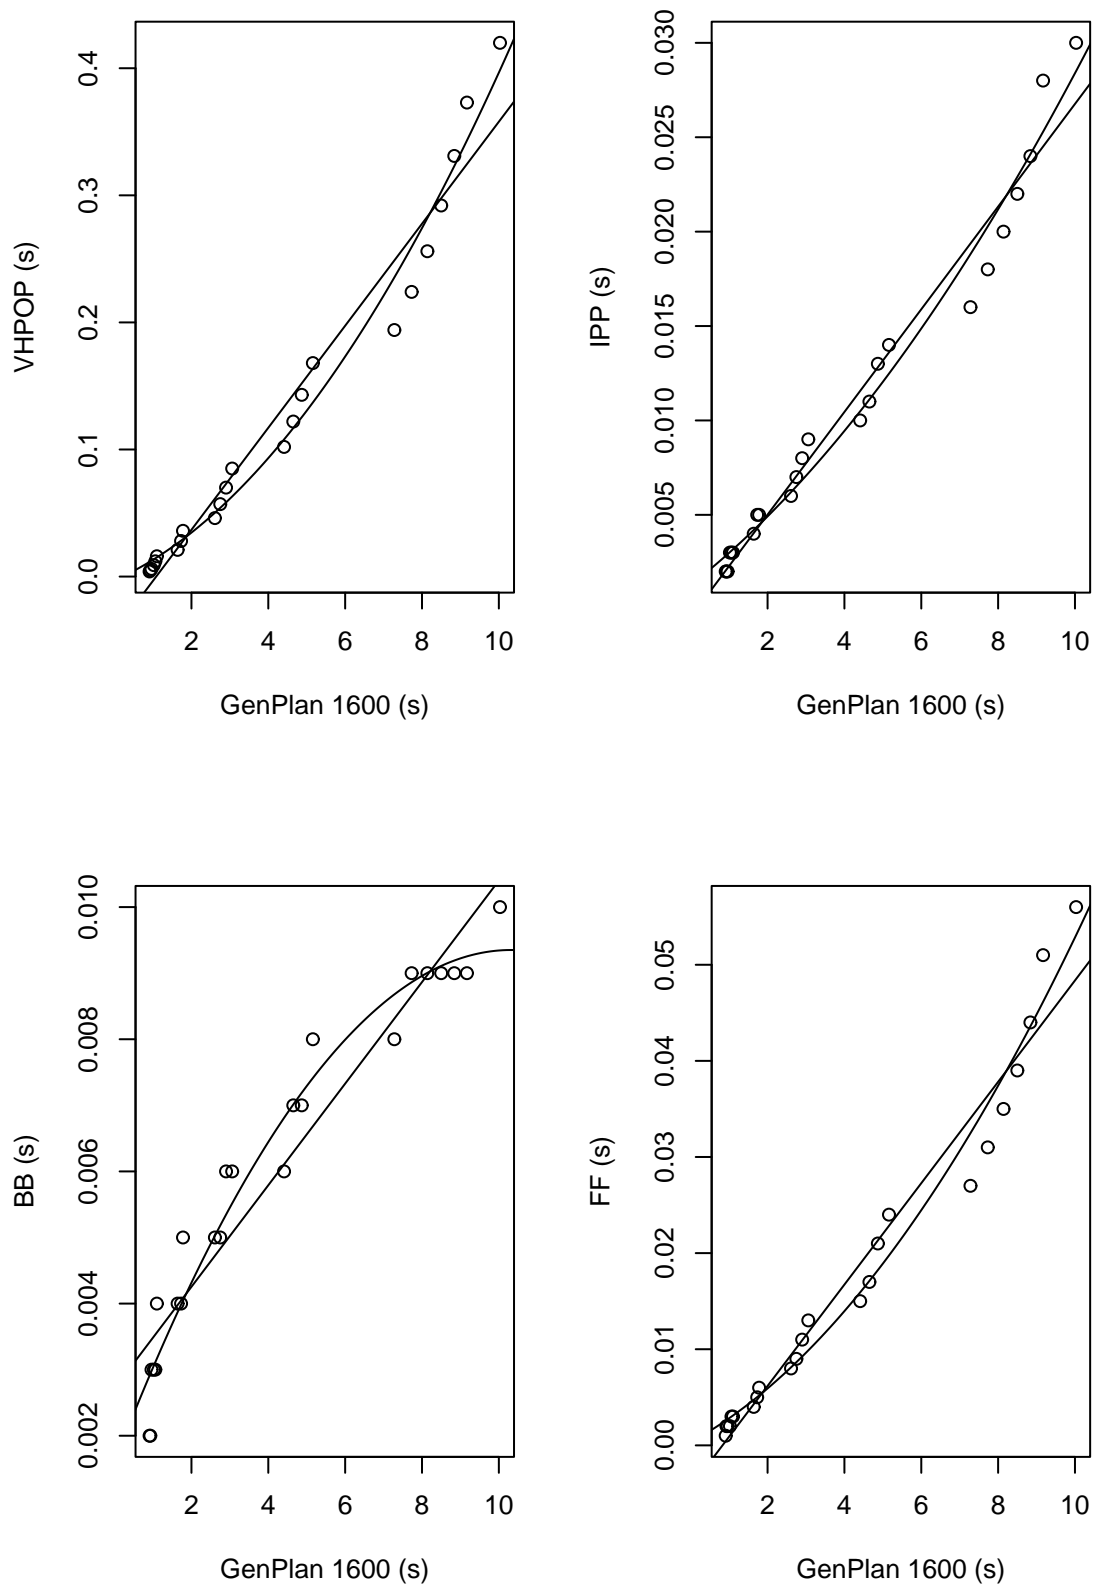 0.4
0.3
0.2
0.1
0.0
VHPOP (s)
2 4 6 8 10
GenPlan 1600 (s)
0.030
0.025
0.020
0.015
0.010
0.005
IPP (s)
2 4 6 8 10
GenPlan 1600 (s)
0.010
0.008
0.006
0.004
0.002
BB (s)
2 4 6 8 10
GenPlan 1600 (s)
0.05
0.04
0.03
0.02
0.01
0.00
FF (s)
2 4 6 8 10
GenPlan 1600 (s)